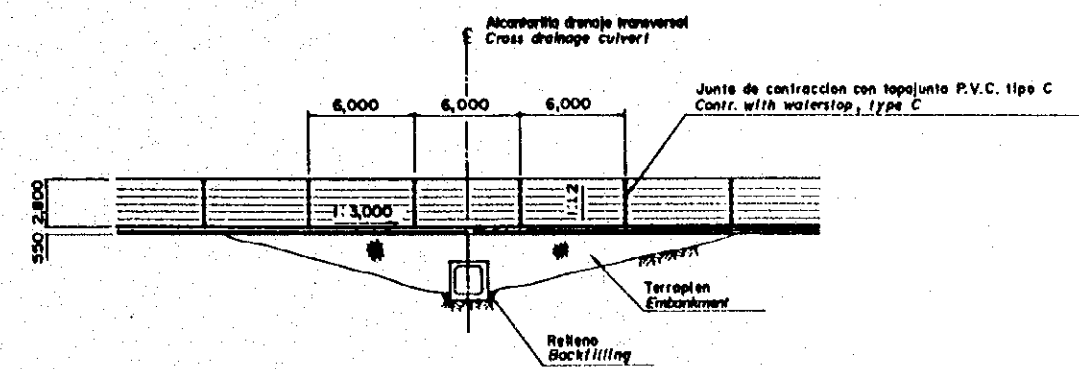 Alcantarilla drenaje transversal
Cross drainage culvert
Junta de contraccion con tapajunta P.V.C. tipo C
Contr. with waterstop, type C
6,000 6,000 6,000
2,800
1:3,000
1:1.2
550
Terraplen
Embankment
Relleno
Backfilling